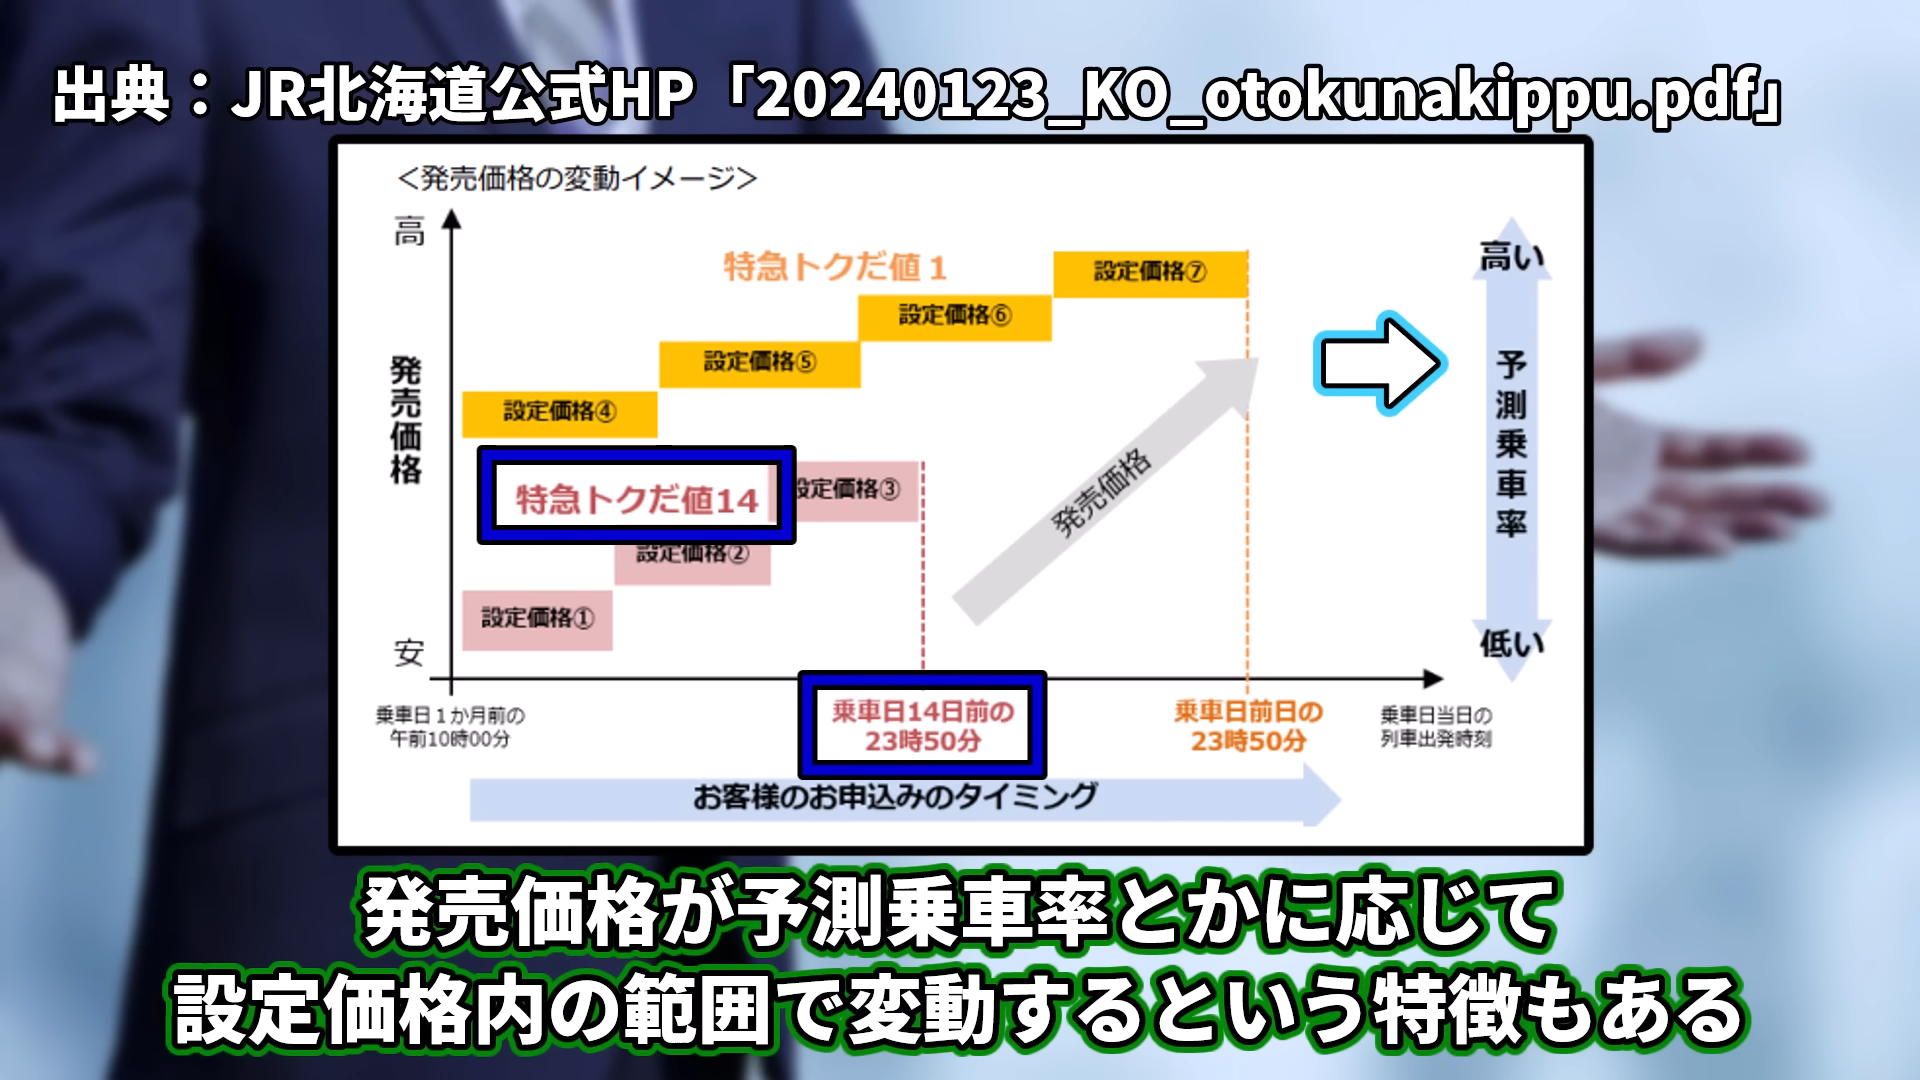 出典：JR北海道公式HP「20240123_KO_otokunakippu.pdf」
＜発売価格の変動イメージ＞
高
発売価格
安
特急トクだ値１
設定価格⑦
設定価格⑥
設定価格⑤
設定価格④
特急トクだ値14
設定価格③
設定価格②
設定価格①
発売価格
高い
予測乗車率
低い
乗車日１か月前の
午前10時00分
乗車日14日前の
23時50分
乗車日前日の
23時50分
乗車日当日の
列車出発時刻
お客様のお申込みのタイミング
発売価格が予測乗車率とかに応じて
設定価格内の範囲で変動するという特徴もある